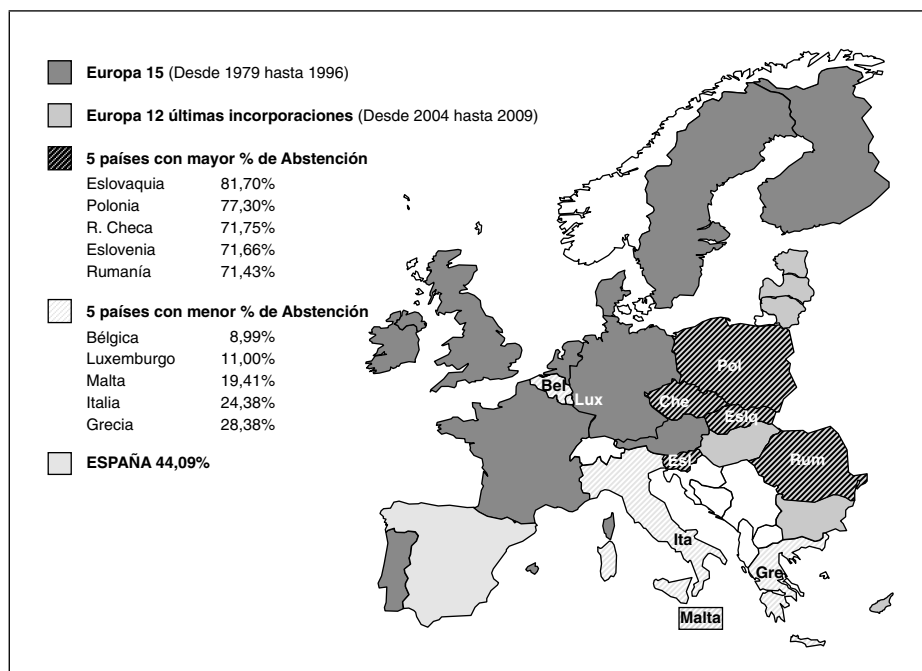 Europa 15 (Desde 1979 hasta 1996)
Europa 12 últimas incorporaciones (Desde 2004 hasta 2009)
5 países con mayor % de Abstención
Eslovaquia 81,70%
Polonia 77,30%
R. Checa 71,75%
Eslovenia 71,66%
Rumanía 71,43%
5 países con menor % de Abstención
Bélgica 8,99%
Luxemburgo 11,00%
Malta 19,41%
Italia 24,38%
Grecia 28,38%
ESPAÑA 44,09%
Pol
Bel
Lux
Che
Eslq
Esl
Rum
Ita
Gre
Malta